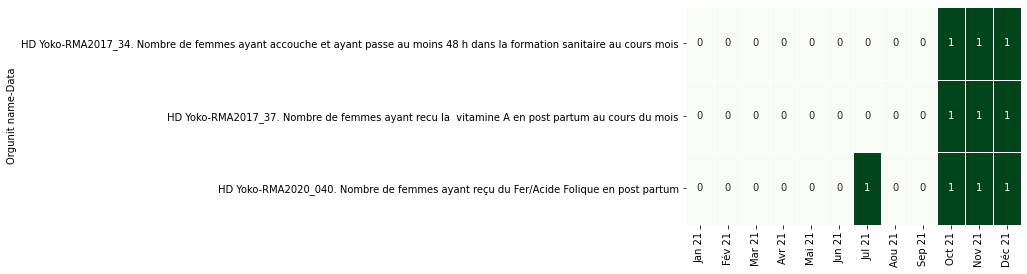 HD Yoko-RMA2017_34. Nombre de femmes ayant accouche et ayant passe au moins 48 h dans la formation sanitaire au cours mois
0 0 0 0 0 0 0 0 0 1 1 1
Orgunit name-Data
HD Yoko-RMA2017_37. Nombre de femmes ayant recu la  vitamine A en post partum au cours du mois
0 0 0 0 0 0 0 0 0 1 1 1
HD Yoko-RMA2020_040. Nombre de femmes ayant reçu du Fer/Acide Folique en post partum
0 0 0 0 0 0 1 0 0 1 1 1
Jan 21
Fév 21
Mar 21
Avr 21
Mai 21
Jun 21
Jul 21
Aou 21
Sep 21
Oct 21
Nov 21
Déc 21